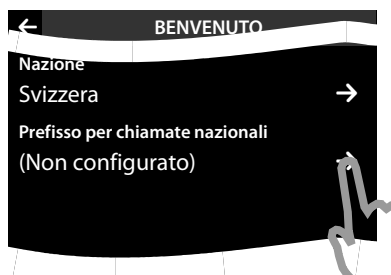 BENVENUTO
Nazione
Svizzera
Prefisso per chiamate nazionali
(Non configurato)